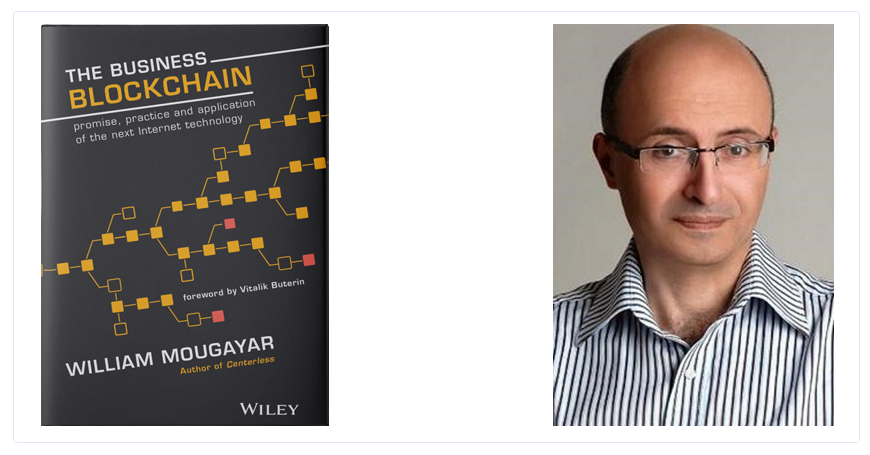 THE BUSINESS
BLOCKCHAIN
promise, practice and application
of the next Internet technology
foreword by Vitalik Buterin
WILLIAM MOUGAYAR
Author of Centerless
WILEY